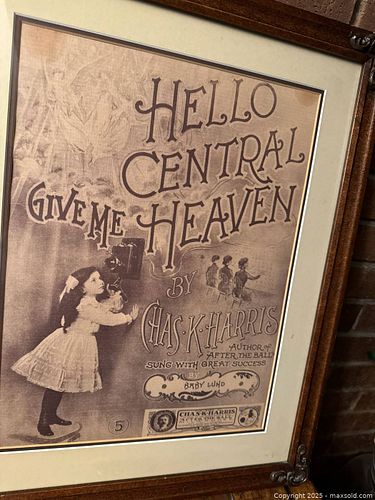 HELLO
CENTRAL
GIVE ME HEAVEN
BY
CHAS. K. HARRIS
AUTHOR OF
AFTER THE BALL
SUNG WITH GREAT SUCCESS
BY
BABY LUND
5
CHAS. K. HARRIS
Copyright © 2025 - maxsold.com